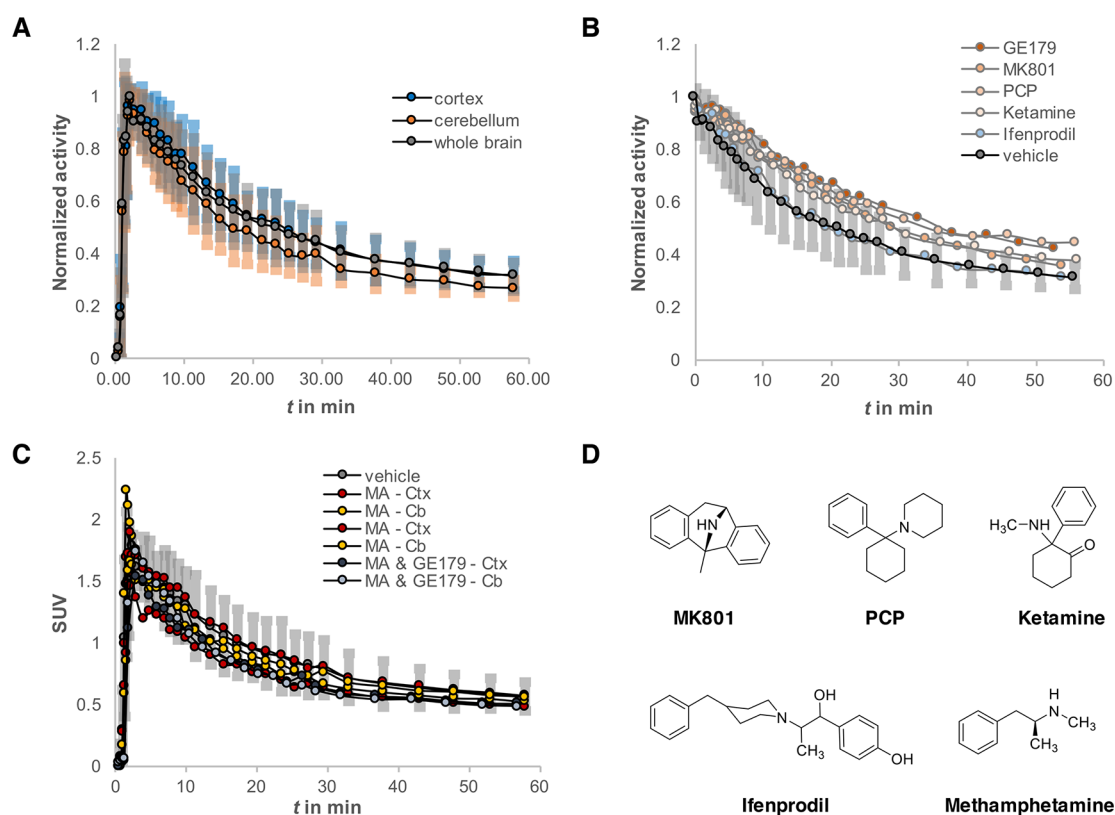 A
Normalized activity
1.2
1
0.8
0.6
0.4
0.2
0
0.00
10.00
20.00
30.00
40.00
50.00
60.00
t in min
cortex
cerebellum
whole brain
B
Normalized activity
1.2
1
0.8
0.6
0.4
0.2
0
0
10
20
30
40
50
60
t in min
GE179
MK801
PCP
Ketamine
Ifenprodil
vehicle
C
SUV
2.5
2
1.5
1
0.5
0
0
10
20
30
40
50
60
t in min
vehicle
MA - Ctx
MA - Cb
MA - Ctx
MA - Cb
MA & GE179 - Ctx
MA & GE179 - Cb
D
HN
MK801
N
PCP
H₃C
NH
O
Ketamine
OH
N
CH₃
OH
Ifenprodil
H
N
CH₃
CH₃
Methamphetamine